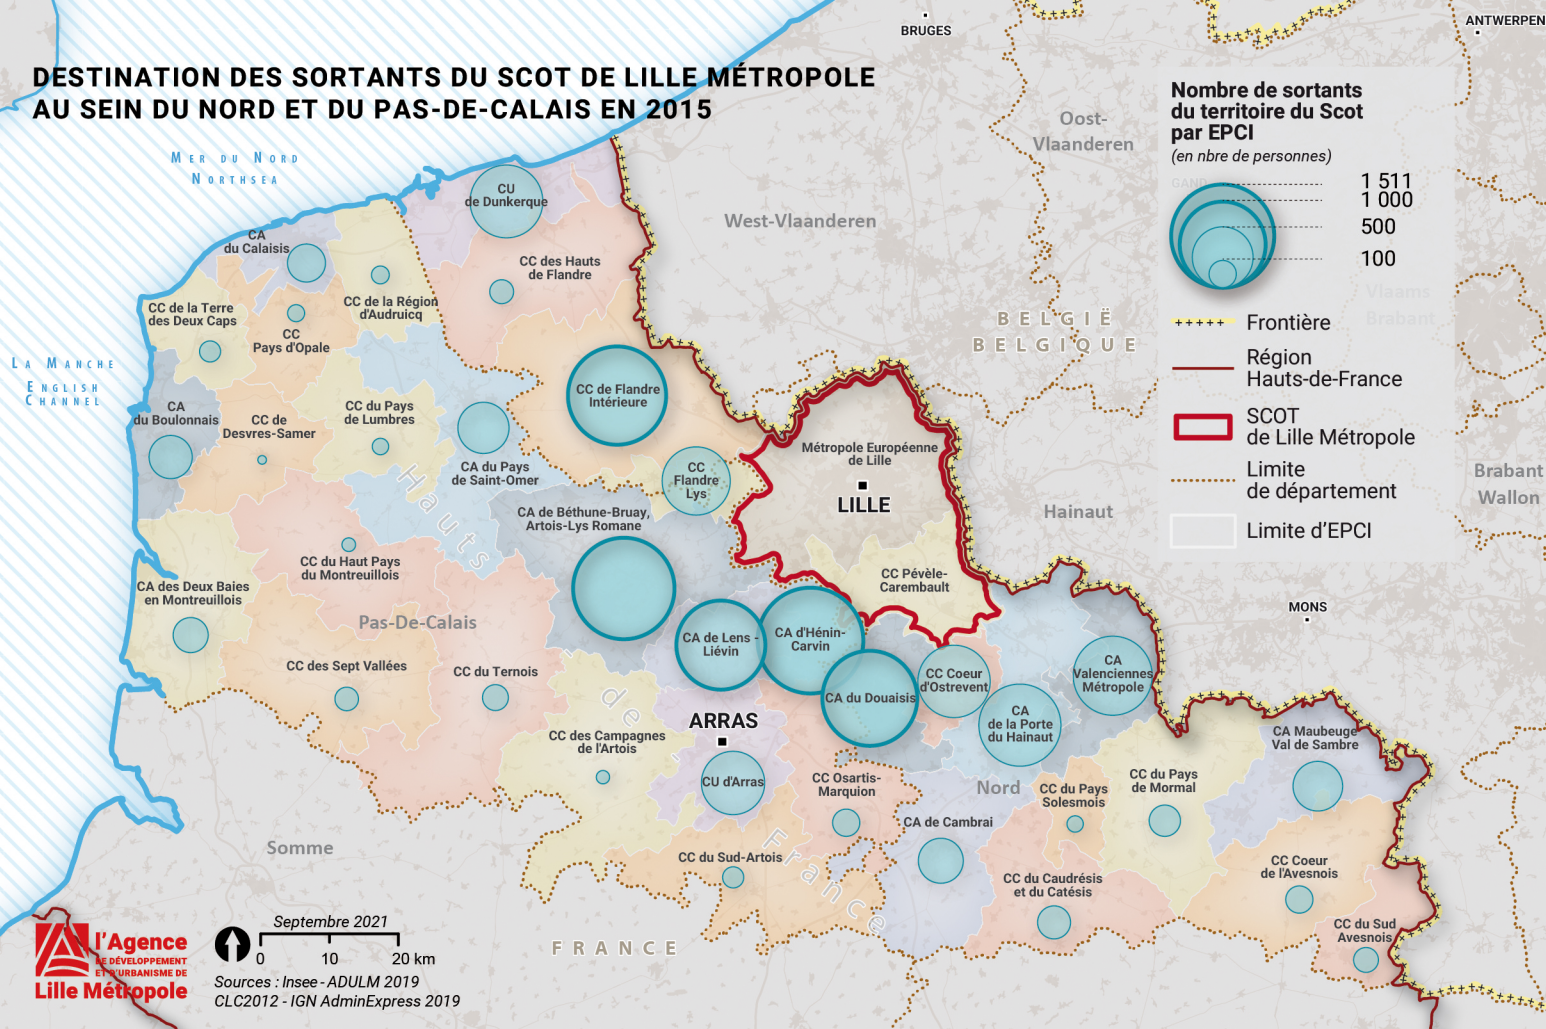 BRUGES
ANTWERPEN
DESTINATION DES SORTANTS DU SCOT DE LILLE MÉTROPOLE
AU SEIN DU NORD ET DU PAS-DE-CALAIS EN 2015
Mer du Nord
Northsea
La Manche
English
Channel
Oost-
Vlaanderen
West-Vlaanderen
BELGIË
BELGIQUE
Hainaut
Brabant
Wallon
MONS
Nombre de sortants
du territoire du Scot
par EPCI
(en nbre de personnes)
GAND
1 511
1 000
500
100
Vlaams
Brabant
Frontière
Région
Hauts-de-France
SCOT
de Lille Métropole
Limite
de département
Limite d'EPCI
CU
de Dunkerque
CA
du Calaisis
CC des Hauts
de Flandre
CC de la Région
d'Audruicq
CC de la Terre
des Deux Caps
CC
Pays d'Opale
CC de Flandre
Intérieure
CA
du Boulonnais
CC de
Desvres-Samer
CC du Pays
de Lumbres
CA du Pays
de Saint-Omer
CC
Flandre
Lys
Métropole Européenne
de Lille
LILLE
CA de Béthune-Bruay,
Artois-Lys Romane
CC du Haut Pays
du Montreuillois
CA des Deux Baies
en Montreuillois
CC Pévèle-
Carembault
Pas-De-Calais
CA de Lens -
Liévin
CA d'Hénin-
Carvin
CC des Sept Vallées
CC du Ternois
CA du Douaisis
CC Coeur
d'Ostrevent
CA
Valenciennes
Métropole
CA
de la Porte
du Hainaut
ARRAS
CC des Campagnes
de l'Artois
CU d'Arras
CC Osartis-
Marquion
Nord
CC du Pays
Solesmois
CC du Pays
de Mormal
CA Maubeuge
Val de Sambre
CA de Cambrai
CC du Sud-Artois
CC du Caudrésis
et du Catésis
CC Coeur
de l'Avesnois
CC du Sud
Avesnois
Hauts
de
France
Somme
FRANCE
l'Agence
DE DÉVELOPPEMENT
ET D'URBANISME DE
Lille Métropole
Septembre 2021
0 10 20 km
Sources : Insee - ADULM 2019
CLC2012 - IGN AdminExpress 2019